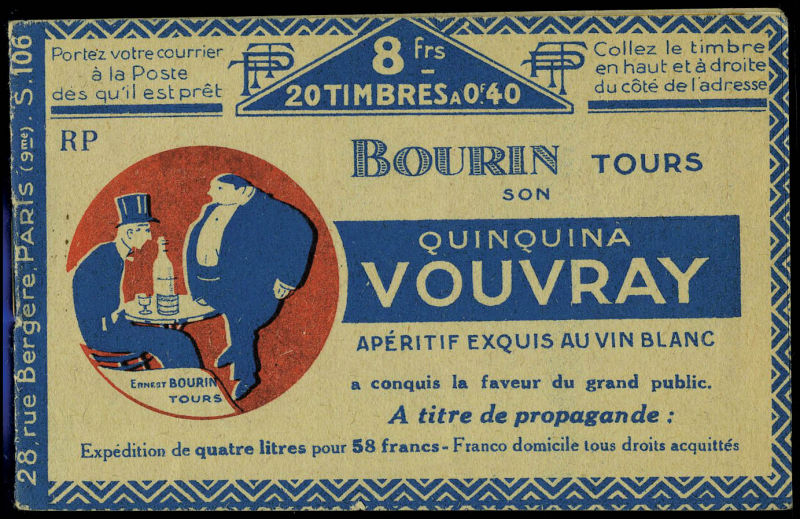 Portez votre courrier
à la Poste
dès qu'il est prêt
PTT
8 frs
20 TIMBRES A 0F.40
PTT
Collez le timbre
en haut et à droite
du côté de l'adresse
28, rue Bergère, PARIS (9me). S. 106
RP
BOURIN TOURS
SON
QUINQUINA
VOUVRAY
APÉRITIF EXQUIS AU VIN BLANC
ERNEST BOURIN
TOURS
a conquis la faveur du grand public.
A titre de propagande :
Expédition de quatre litres pour 58 francs - Franco domicile tous droits acquittés